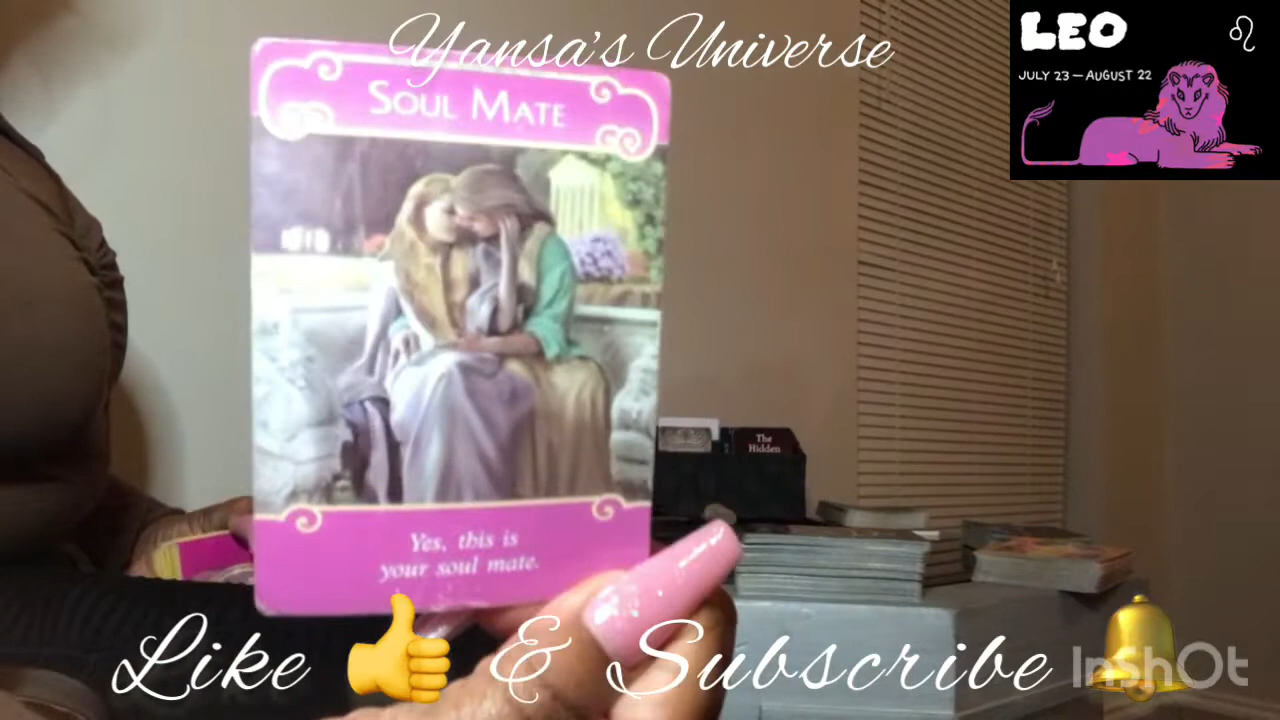 Yansa's Universe
LEO
JULY 23 — AUGUST 22
SOUL MATE
The
Hidden
Yes, this is
your soul mate.
Like & Subscribe
InShOt